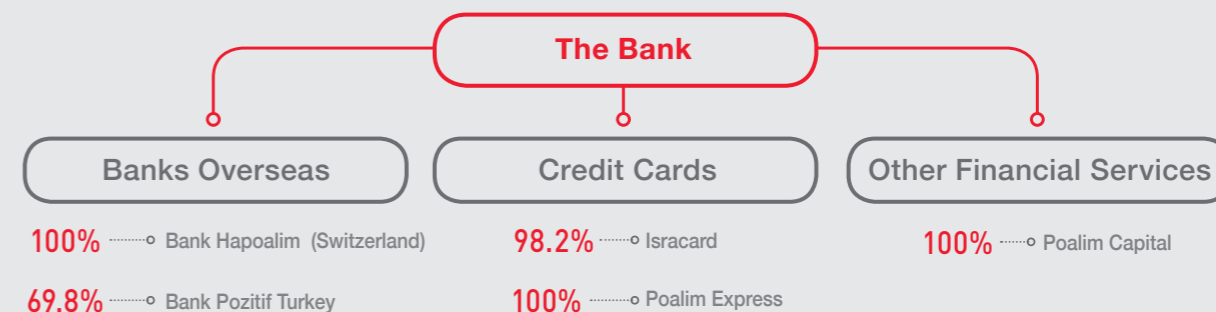 The Bank
Banks Overseas
100% Bank Hapoalim (Switzerland)
69.8% Bank Pozitif Turkey
Credit Cards
98.2% Isracard
100% Poalim Express
Other Financial Services
100% Poalim Capital